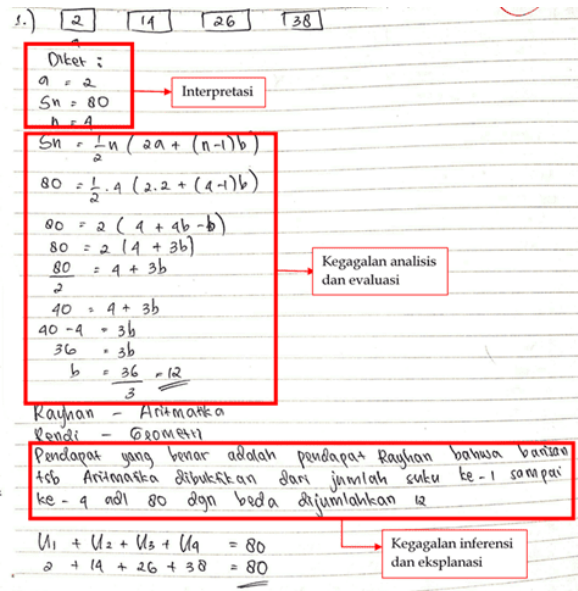 1.) 2 14 26 38
Diket :
a = 2
Sn = 80
n = 4
Interpretasi
Sn = 1/2 n ( 2a + (n-1)b )
80 = 1/2 . 4 ( 2.2 + (4-1)b )
80 = 2 ( 4 + 4b - b )
80 = 2 ( 4 + 3b )
80/2 = 4 + 3b
40 = 4 + 3b
40 - 4 = 3b
36 = 3b
b = 36/3 = 12
Kegagalan analisis
dan evaluasi
Rayhan - Aritmatika
Rendi - Geometri
Pendapat yang benar adalah pendapat Rayhan bahwa barisan
tsb Aritmatika dibuktikan dari jumlah suku ke-1 sampai
ke-4 adl 80 dgn beda dijumlahkan 12
U1 + U2 + U3 + U4 = 80
2 + 14 + 26 + 38 = 80
Kegagalan inferensi
dan eksplanasi